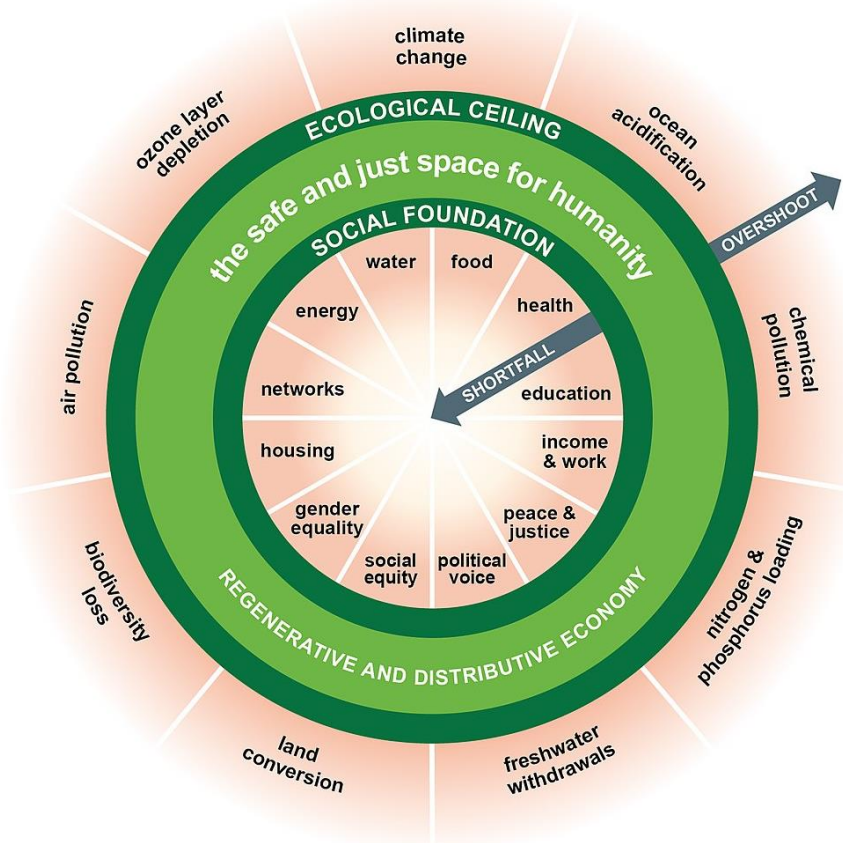 climate
change
ozone layer
depletion
ocean
acidification
ECOLOGICAL CEILING
the safe and just space for humanity
SOCIAL FOUNDATION
OVERSHOOT
water
food
energy
health
SHORTFALL
air pollution
chemical
pollution
networks
education
housing
income
& work
gender
equality
peace &
justice
social
equity
political
voice
biodiversity
loss
nitrogen &
phosphorus loading
REGENERATIVE AND DISTRIBUTIVE ECONOMY
land
conversion
freshwater
withdrawals